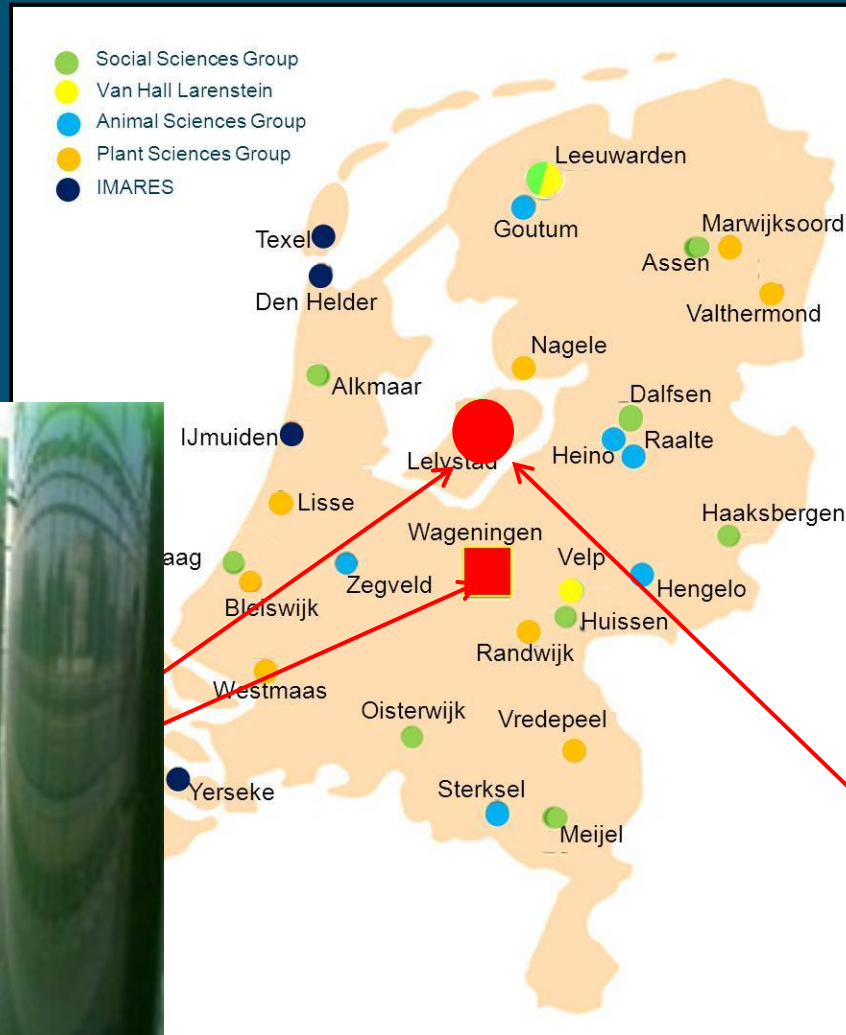 Social Sciences Group
Van Hall Larenstein
Animal Sciences Group
Plant Sciences Group
IMARES
Leeuwarden
Goutum
Marwijksoord
Assen
Texel
Den Helder
Valthermond
Nagele
Alkmaar
Dalfsen
IJmuiden
Heino
Raalte
Lelystad
Lisse
Haaksbergen
Wageningen
aag
Zegveld
Velp
Hengelo
Bleiswijk
Huissen
Randwijk
Westmaas
Oisterwijk
Vredepeel
Yerseke
Sterksel
Meijel